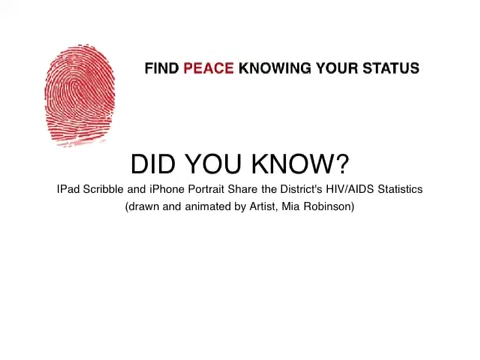 FIND PEACE KNOWING YOUR STATUS
DID YOU KNOW?
IPad Scribble and iPhone Portrait Share the District's HIV/AIDS Statistics
(drawn and animated by Artist, Mia Robinson)